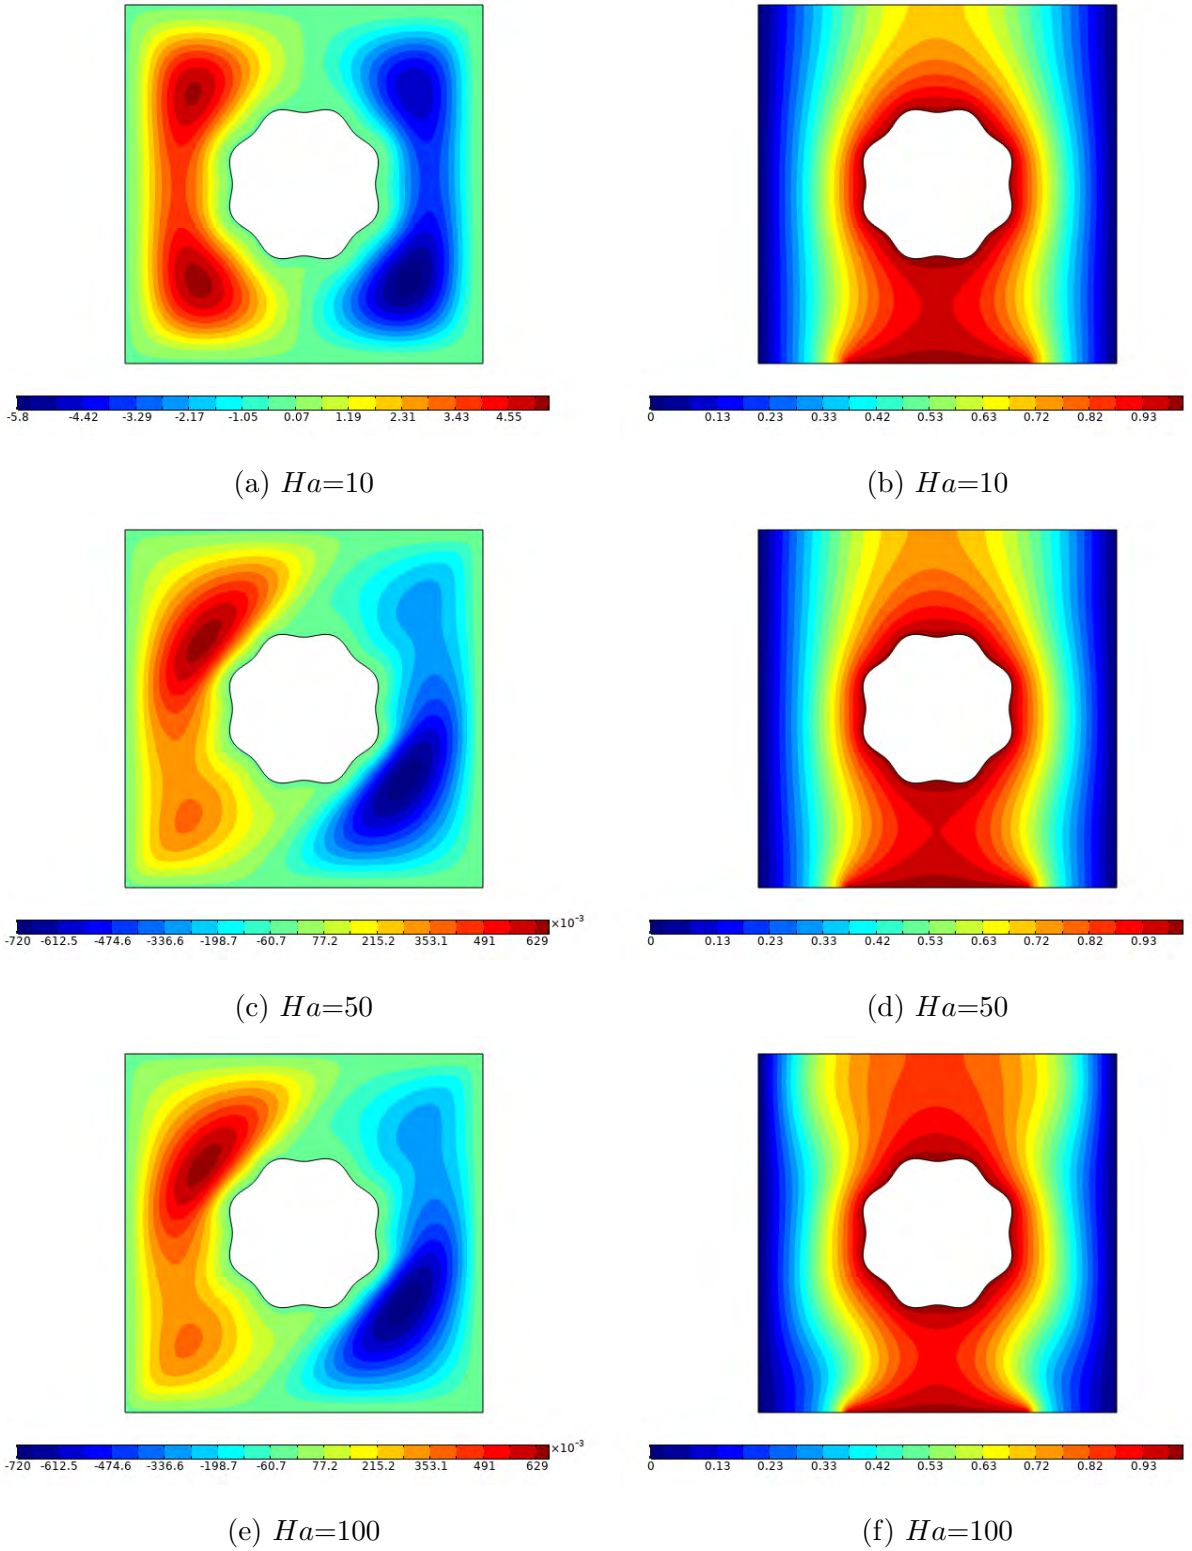 -5.8 -4.42 -3.29 -2.17 -1.05 0.07 1.19 2.31 3.43 4.55
0 0.13 0.23 0.33 0.42 0.53 0.63 0.72 0.82 0.93
(a) Ha=10
(b) Ha=10
×10⁻³
-720 -612.5 -474.6 -336.6 -198.7 -60.7 77.2 215.2 353.1 491 629
0 0.13 0.23 0.33 0.42 0.53 0.63 0.72 0.82 0.93
(c) Ha=50
(d) Ha=50
×10⁻³
-720 -612.5 -474.6 -336.6 -198.7 -60.7 77.2 215.2 353.1 491 629
0 0.13 0.23 0.33 0.42 0.53 0.63 0.72 0.82 0.93
(e) Ha=100
(f) Ha=100